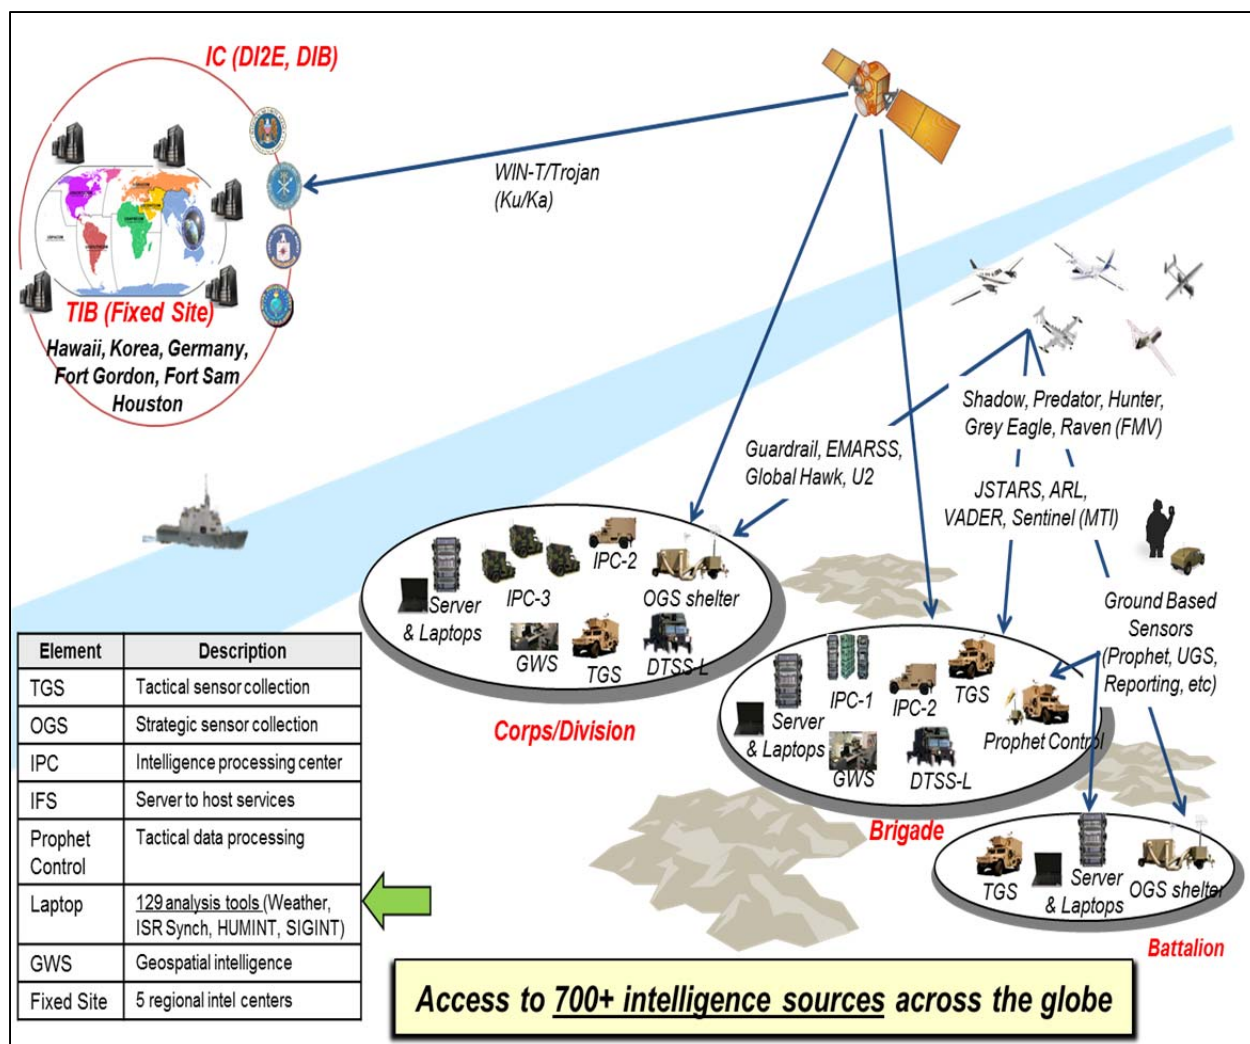 IC (DI2E, DIB)
TIB (Fixed Site)
Hawaii, Korea, Germany,
Fort Gordon, Fort Sam
Houston
WIN-T/Trojan
(Ku/Ka)
Shadow, Predator, Hunter,
Grey Eagle, Raven (FMV)
Guardrail, EMARSS,
Global Hawk, U2
JSTARS, ARL,
VADER, Sentinel (MTI)
Ground Based
Sensors
(Prophet, UGS,
Reporting, etc)
Server
& Laptops
IPC-3
IPC-2
OGS shelter
GWS
TGS
DTSS-L
Corps/Division
Server
& Laptops
IPC-1
IPC-2
TGS
Prophet Control
GWS
DTSS-L
Brigade
TGS
Server
& Laptops
OGS shelter
Battalion
Element Description
TGS Tactical sensor collection
OGS Strategic sensor collection
IPC Intelligence processing center
IFS Server to host services
Prophet Tactical data processing
Control
Laptop 129 analysis tools (Weather,
ISR Synch, HUMINT, SIGINT)
GWS Geospatial intelligence
Fixed Site 5 regional intel centers
Access to 700+ intelligence sources across the globe